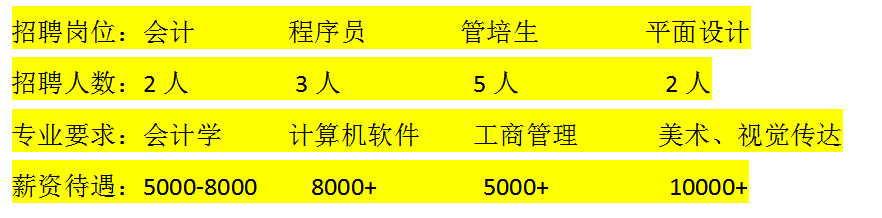 招聘岗位：会计 程序员 管培生 平面设计
招聘人数：2 人 3 人 5 人 2 人
专业要求：会计学 计算机软件 工商管理 美术、视觉传达
薪资待遇：5000-8000 8000+ 5000+ 10000+